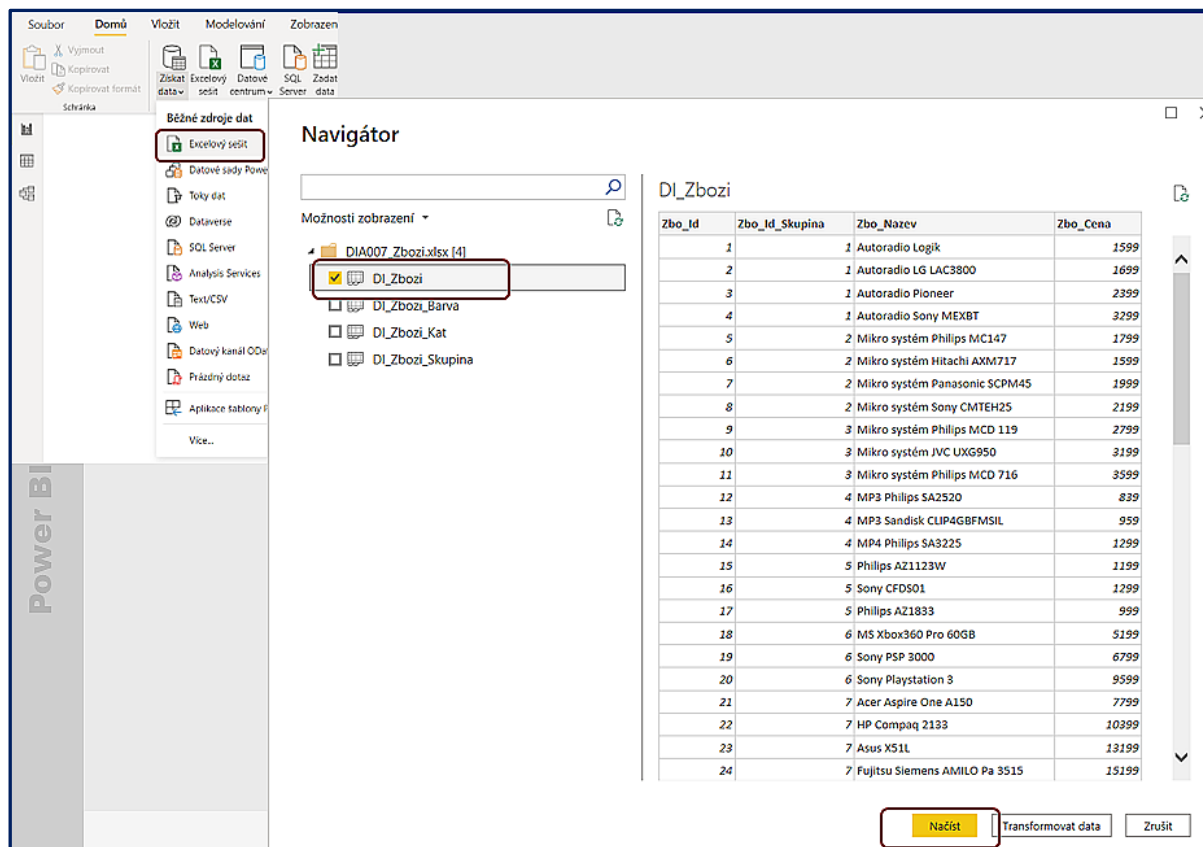 Soubor Domů Vložit Modelování Zobrazen
Vložit
Vyjmout
Kopírovat
Kopírovat formát
Schránka
Získat data
Excelový sešit
Datové centrum
SQL Server
Zadat data
Běžné zdroje dat
Excelový sešit
Datové sady Powe
Toky dat
Dataverse
SQL Server
Analysis Services
Text/CSV
Web
Datový kanál ODa
Prázdný dotaz
Aplikace šablony P
Více...
Power BI
Navigátor
Možnosti zobrazení
DIA007_Zbozi.xlsx [4]
DI_Zbozi
DI_Zbozi_Barva
DI_Zbozi_Kat
DI_Zbozi_Skupina
DI_Zbozi
Zbo_Id Zbo_Id_Skupina Zbo_Nazev Zbo_Cena
1 1 Autoradio Logik 1599
2 1 Autoradio LG LAC3800 1699
3 1 Autoradio Pioneer 2399
4 1 Autoradio Sony MEXBT 3299
5 2 Mikro systém Philips MC147 1799
6 2 Mikro systém Hitachi AXM717 1599
7 2 Mikro systém Panasonic SCPM45 1999
8 2 Mikro systém Sony CMTEH25 2199
9 3 Mikro systém Philips MCD 119 2799
10 3 Mikro systém JVC UXG950 3199
11 3 Mikro systém Philips MCD 716 3599
12 4 MP3 Philips SA2520 839
13 4 MP3 Sandisk CLIP4GBFMSIL 959
14 4 MP4 Philips SA3225 1299
15 5 Philips AZ1123W 1199
16 5 Sony CFDS01 1299
17 5 Philips AZ1833 999
18 6 MS Xbox360 Pro 60GB 5199
19 6 Sony PSP 3000 6799
20 6 Sony Playstation 3 9599
21 7 Acer Aspire One A150 7799
22 7 HP Compaq 2133 10399
23 7 Asus X51L 13199
24 7 Fujitsu Siemens AMILO Pa 3515 15199
Načíst Transformovat data Zrušit